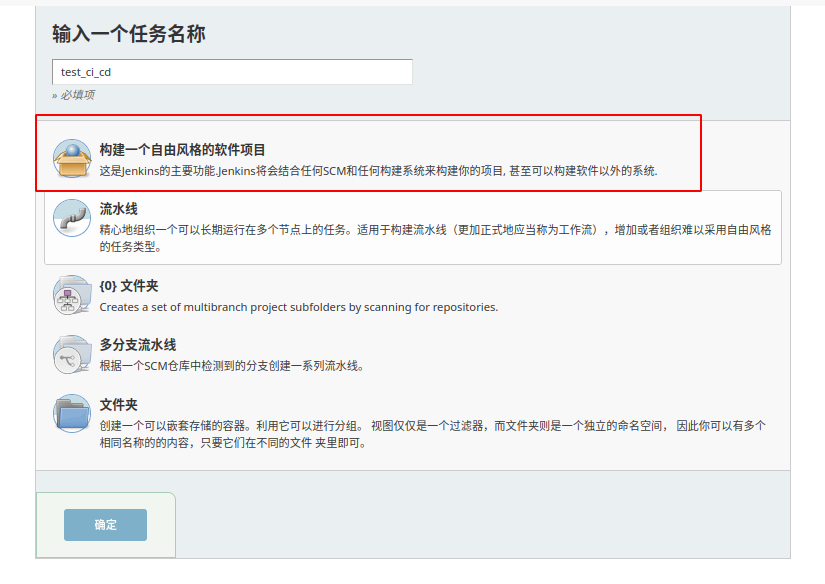 输入一个任务名称
test_ci_cd
» 必填项
构建一个自由风格的软件项目
这是Jenkins的主要功能.Jenkins将会结合任何SCM和任何构建系统来构建你的项目, 甚至可以构建软件以外的系统.
流水线
精心地组织一个可以长期运行在多个节点上的任务。适用于构建流水线（更加正式地应当称为工作流），增加或者组织难以采用自由风格
的任务类型。
{0} 文件夹
Creates a set of multibranch project subfolders by scanning for repositories.
多分支流水线
根据一个SCM仓库中检测到的分支创建一系列流水线。
文件夹
创建一个可以嵌套存储的容器。利用它可以进行分组。 视图仅仅是一个过滤器，而文件夹则是一个独立的命名空间， 因此你可以有多个
相同名称的的内容，只要它们在不同的文件 夹里即可。
确定